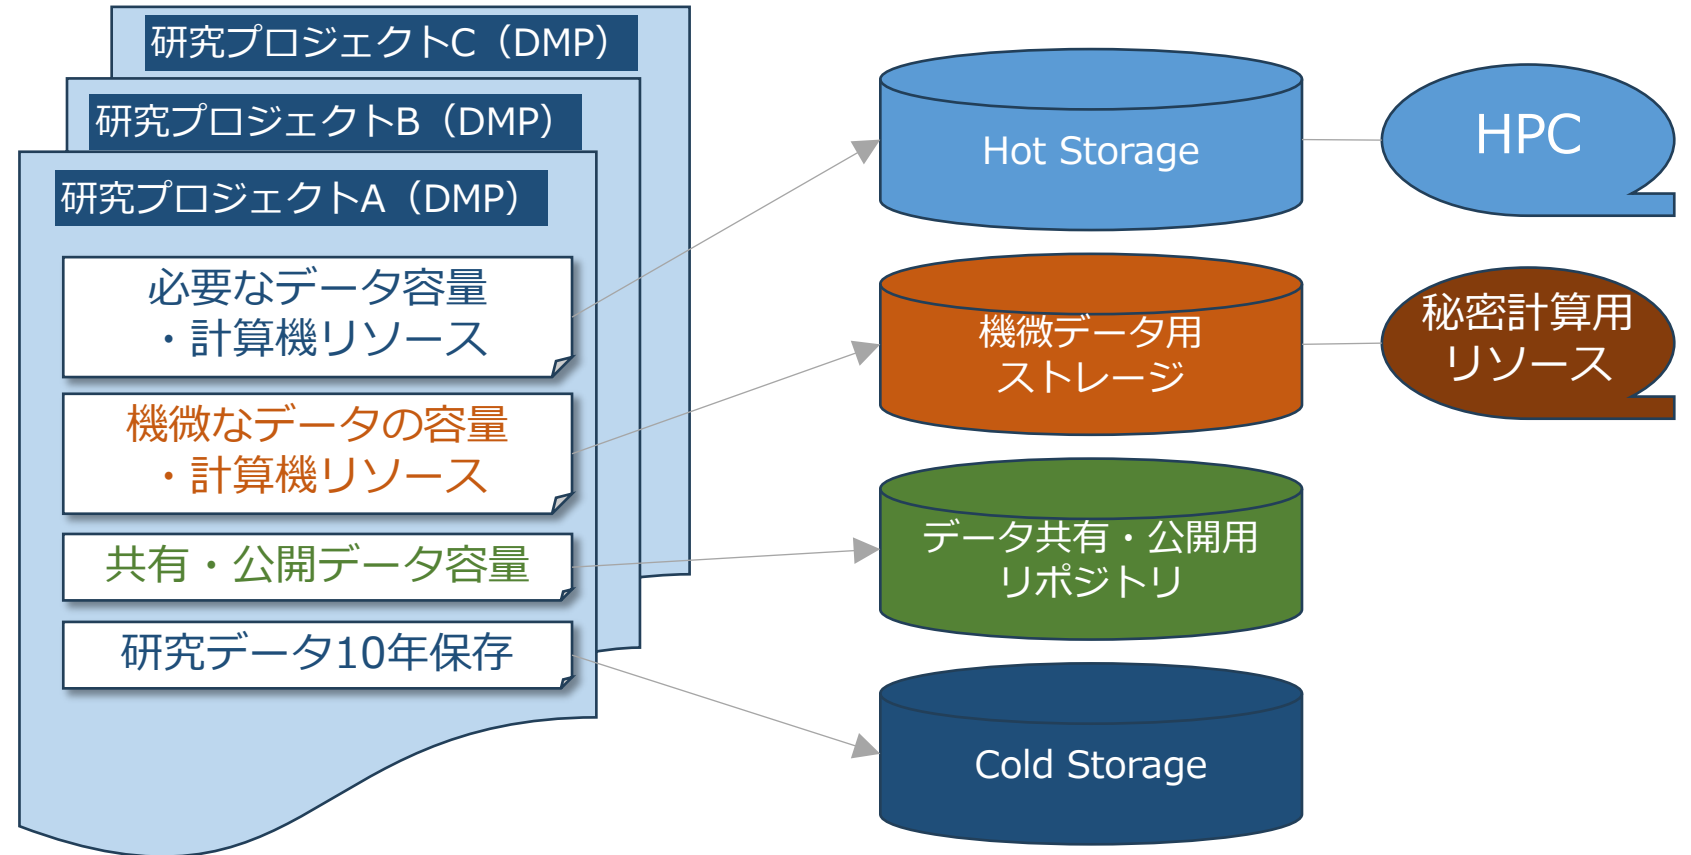 研究プロジェクトC（DMP）
研究プロジェクトB（DMP）
研究プロジェクトA（DMP）
必要なデータ容量
・計算機リソース
機微なデータの容量
・計算機リソース
共有・公開データ容量
研究データ10年保存
Hot Storage
HPC
機微データ用
ストレージ
秘密計算用
リソース
データ共有・公開用
リポジトリ
Cold Storage